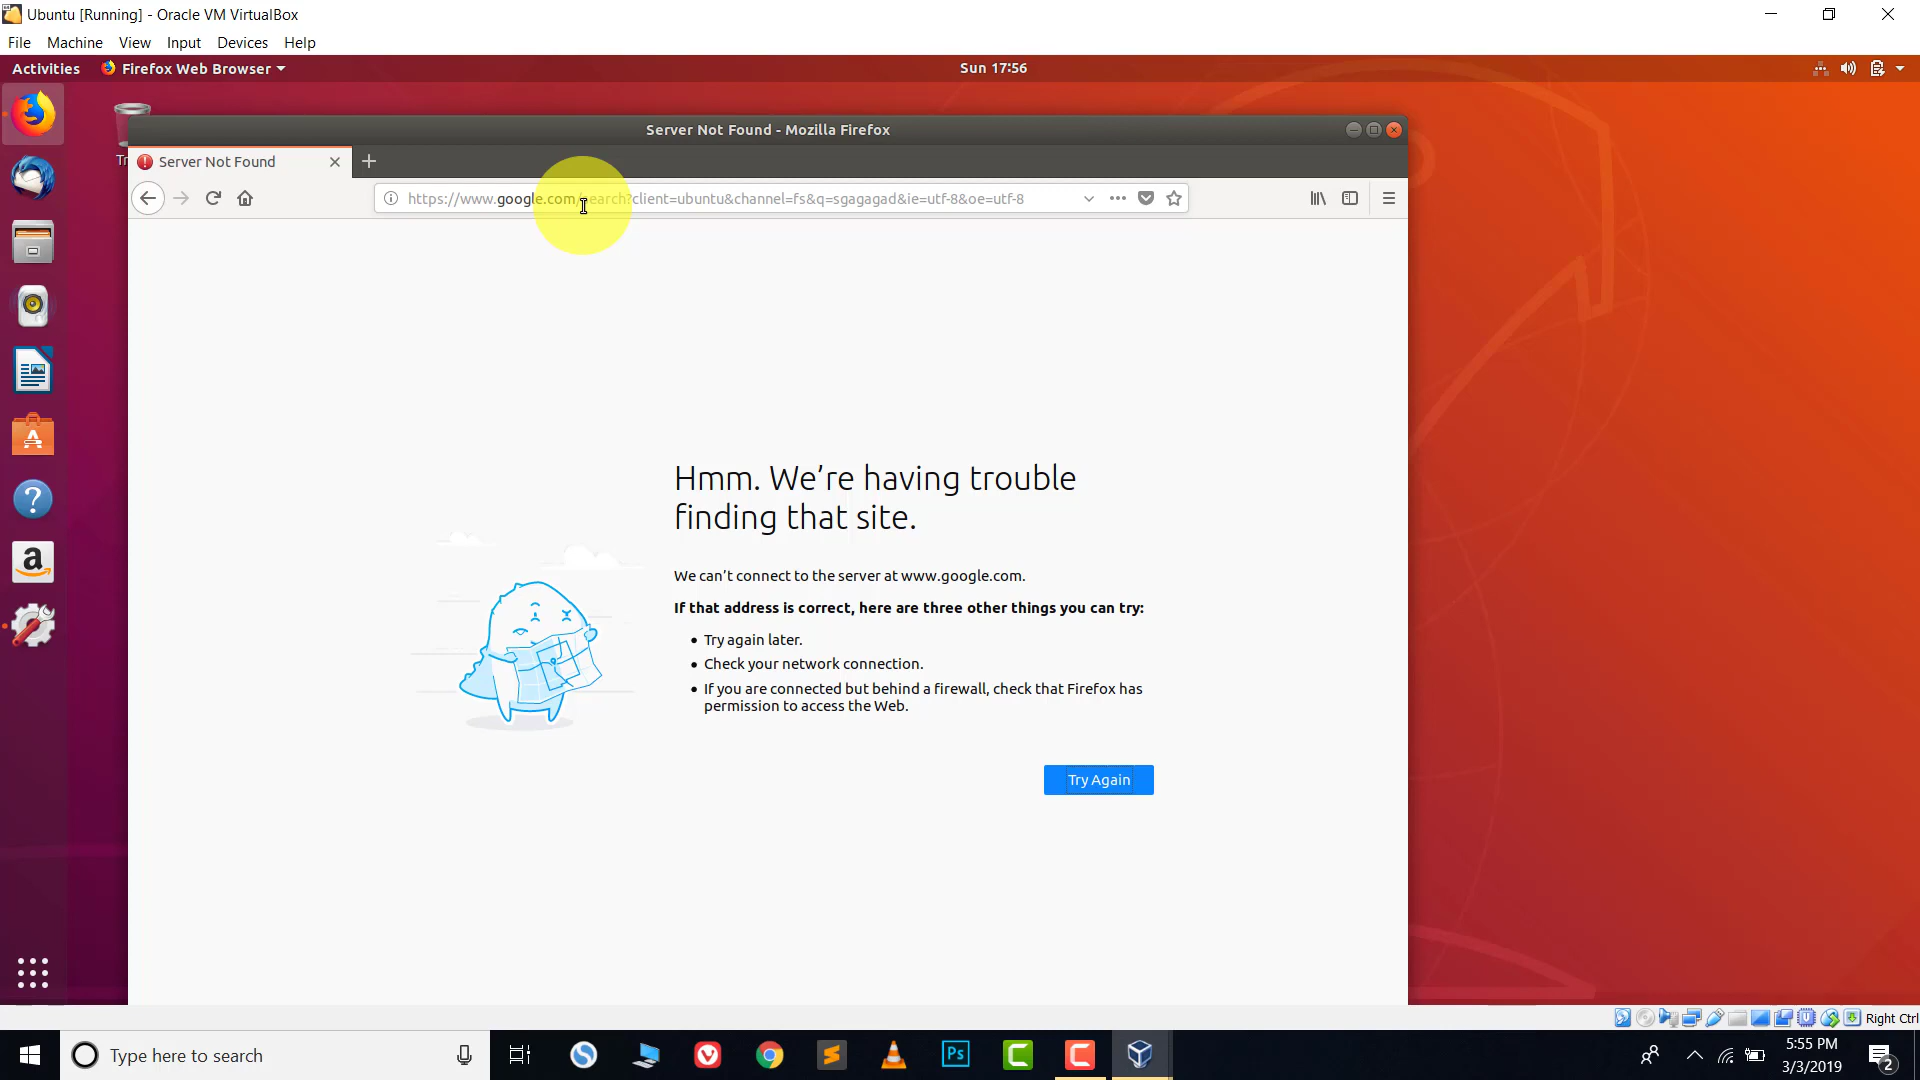 Ubuntu [Running] - Oracle VM VirtualBox
File Machine View Input Devices Help
Activities Firefox Web Browser Sun 17:56
Tr
Server Not Found - Mozilla Firefox
Server Not Found
https://www.google.com/search?client=ubuntu&channel=fs&q=sgagagad&ie=utf-8&oe=utf-8
Hmm. We’re having trouble
finding that site.
We can’t connect to the server at www.google.com.
If that address is correct, here are three other things you can try:
Try again later.
Check your network connection.
If you are connected but behind a firewall, check that Firefox has
permission to access the Web.
Try Again
Right Ctrl
Type here to search
Ps
5:55 PM
3/3/2019
2